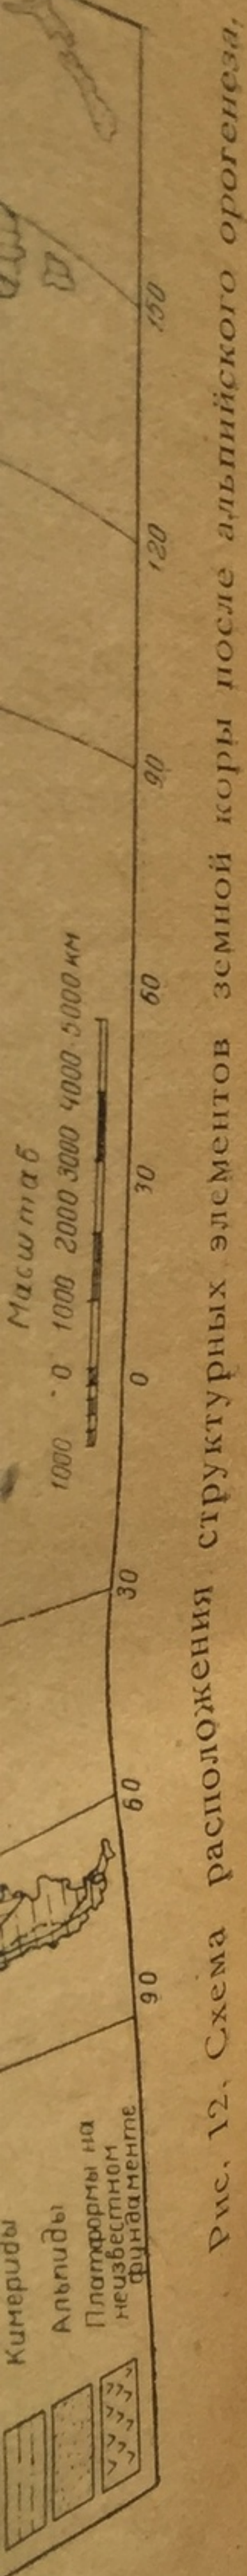 Масштаб
1000 0 1000 2000 3000 4000 5000 км
Кимериды
Альпиды
Платформы на
неизвестном
фундаменте
90 60 30 0 30 60 90 120 150
Рис. 12. Схема расположения структурных элементов земной коры после альпийского орогенеза.